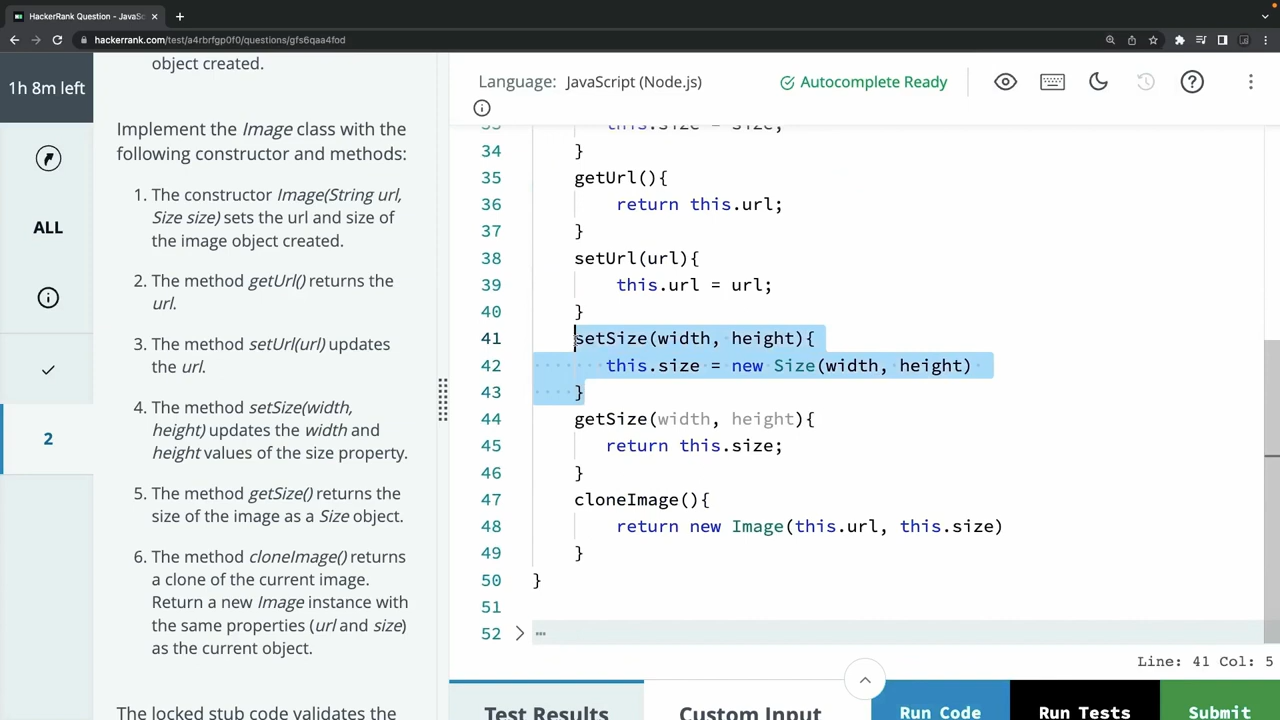 HackerRank Question - JavaSc
hackerrank.com/test/a4rbrfgp0f0/questions/gfs6qaa4fod
1h 8m left
ALL
2
object created.
Implement the Image class with the
following constructor and methods:
1. The constructor Image(String url,
Size size) sets the url and size of
the image object created.
2. The method getUrl() returns the
url.
3. The method setUrl(url) updates
the url.
4. The method setSize(width,
height) updates the width and
height values of the size property.
5. The method getSize() returns the
size of the image as a Size object.
6. The method cloneImage() returns
a clone of the current image.
Return a new Image instance with
the same properties (url and size)
as the current object.
The locked stub code validates the
Language: JavaScript (Node.js)
Autocomplete Ready
33 this.size = size;
34 }
35 getUrl(){
36 return this.url;
37 }
38 setUrl(url){
39 this.url = url;
40 }
41 setSize(width, height){
42 this.size = new Size(width, height)
43 }
44 getSize(width, height){
45 return this.size;
46 }
47 cloneImage(){
48 return new Image(this.url, this.size)
49 }
50 }
51
52
Line: 41 Col: 5
Test Results
Custom Input
Run Code
Run Tests
Submit